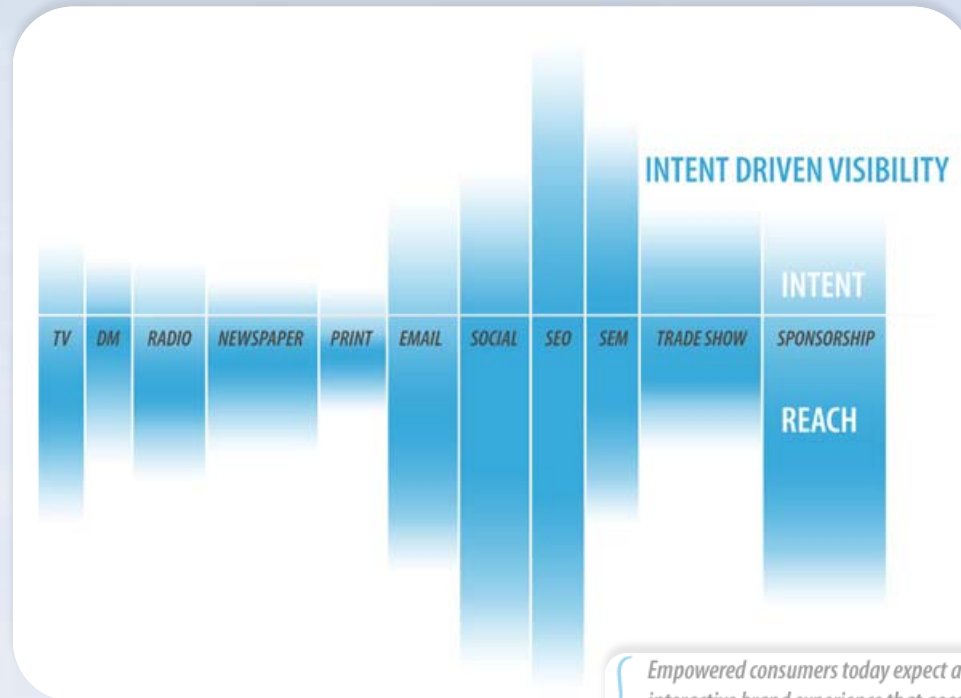 INTENT DRIVEN VISIBILITY
INTENT
TV DM RADIO NEWSPAPER PRINT EMAIL SOCIAL SEO SEM TRADE SHOW SPONSORSHIP
REACH
Empowered consumers today expect a